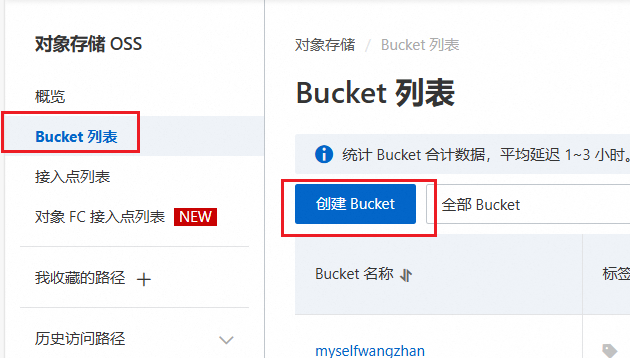 对象存储 OSS
概览
Bucket 列表
接入点列表
对象 FC 接入点列表 NEW
我收藏的路径
历史访问路径
对象存储 / Bucket 列表
Bucket 列表
统计 Bucket 合计数据，平均延迟 1~3 小时。
创建 Bucket
全部 Bucket
Bucket 名称
标签
myselfwangzhan